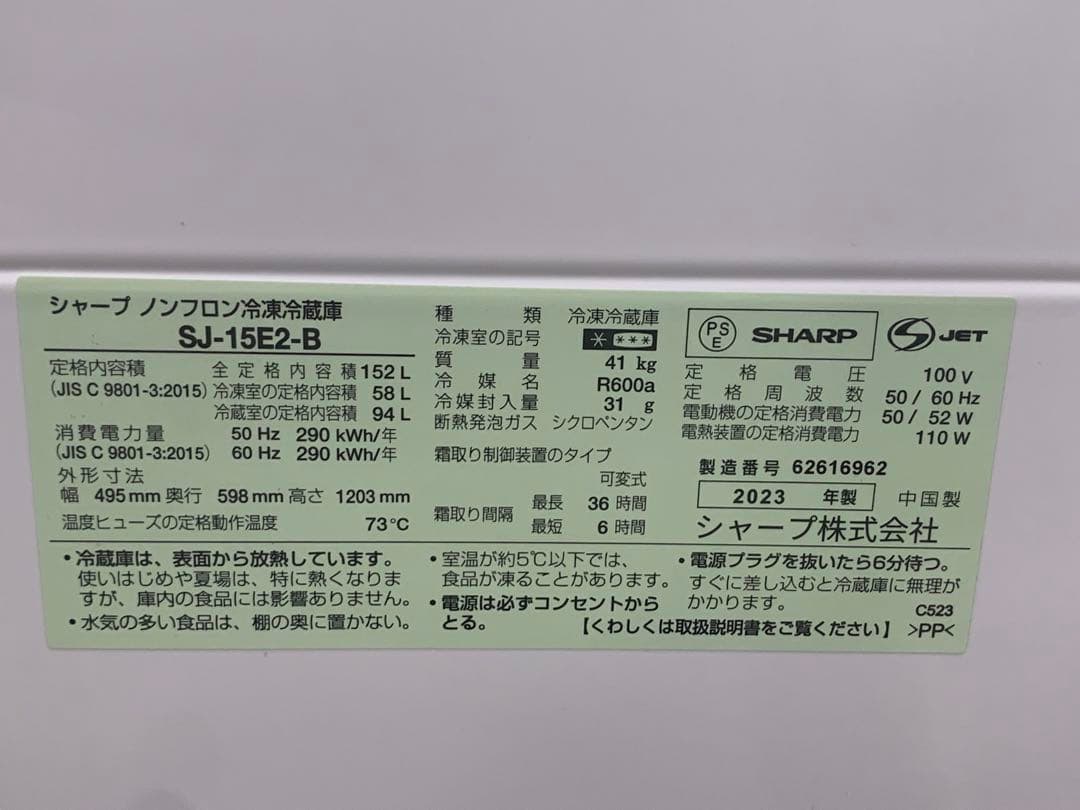 シャープ ノンフロン冷凍冷蔵庫
SJ-15E2-B
定格内容積 全定格内容積 152 L
(JIS C 9801-3:2015) 冷凍室の定格内容積 58 L
冷蔵室の定格内容積 94 L
消費電力量 50 Hz 290 kWh/年
(JIS C 9801-3:2015) 60 Hz 290 kWh/年
外形寸法
幅 495 mm 奥行 598 mm 高さ 1203 mm
温度ヒューズの定格動作温度 73℃
種類 冷凍冷蔵庫
冷凍室の記号 * ***
質量 41 kg
冷媒名 R600a
冷媒封入量 31 g
断熱発泡ガス シクロペンタン
霜取り制御装置のタイプ
可変式
霜取り間隔 最長 36 時間
最短 6 時間
PS E SHARP JET
定格電圧 100 V
定格周波数 50 / 60 Hz
電動機の定格消費電力 50 / 52 W
電熱装置の定格消費電力 110 W
製造番号 62616962
2023 年製 中国製
シャープ株式会社
・冷蔵庫は、表面から放熱しています。
使いはじめや夏場は、特に熱くなりま
すが、庫内の食品には影響ありません。
・水気の多い食品は、棚の奥に置かない。
・室温が約5℃以下では、
食品が凍ることがあります。
・電源は必ずコンセントから
とる。
・電源プラグを抜いたら6分待つ。
すぐに差し込むと冷蔵庫に無理が
かかります。
C523
【くわしくは取扱説明書をご覧ください】 >PP<